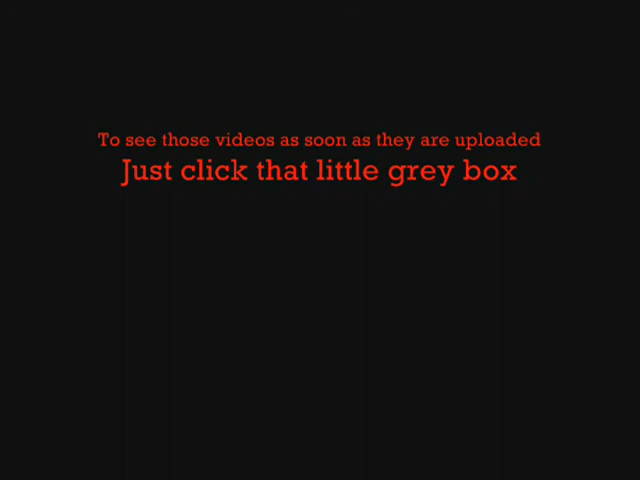 To see those videos as soon as they are uploaded
Just click that little grey box